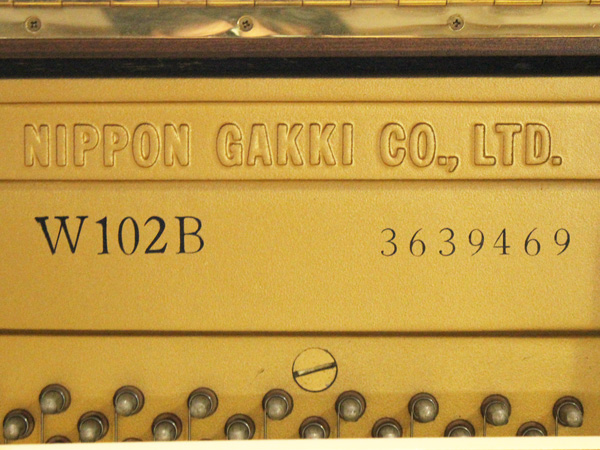 NIPPON GAKKI CO., LTD.
W102B 3639469